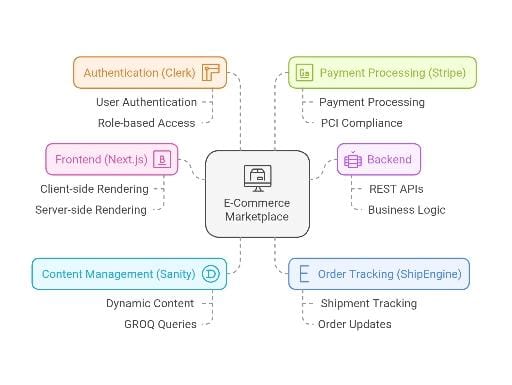 Authentication (Clerk)
User Authentication
Role-based Access
Payment Processing (Stripe)
Payment Processing
PCI Compliance
Frontend (Next.js)
Client-side Rendering
Server-side Rendering
E-Commerce
Marketplace
Backend
REST APIs
Business Logic
Content Management (Sanity)
Dynamic Content
GROQ Queries
Order Tracking (ShipEngine)
Shipment Tracking
Order Updates